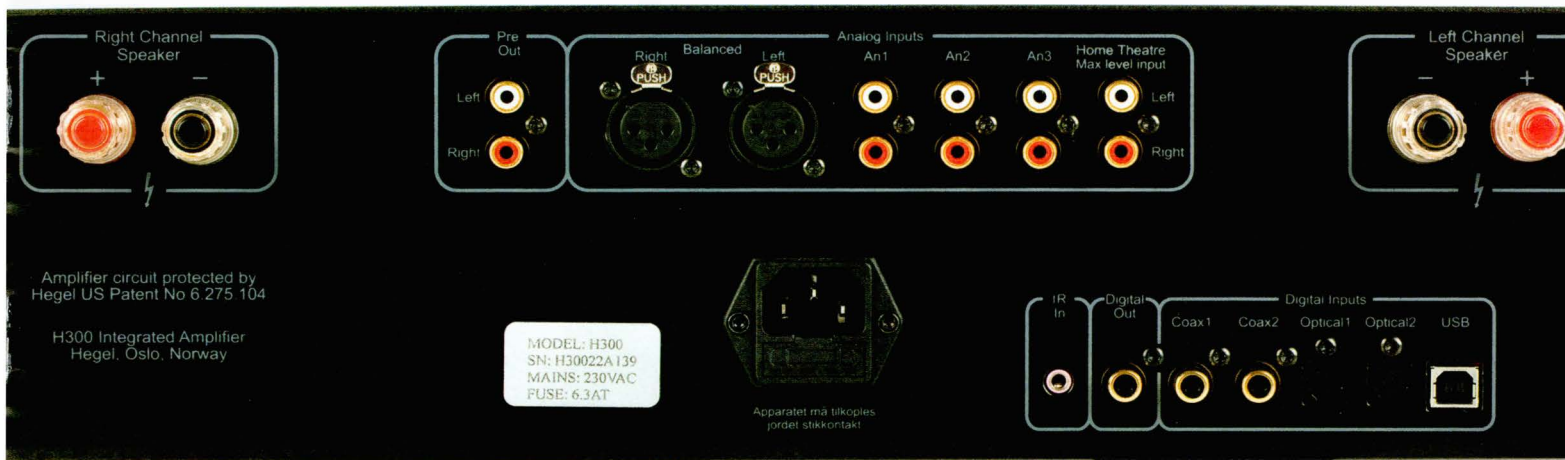 Right Channel
Speaker
+
−
Pre
Out
Left
Right
Analog Inputs
Right
Balanced
Left
PUSH
PUSH
An1
An2
An3
Home Theatre
Max level input
Left
Right
Left Channel
Speaker
−
+
Amplifier circuit protected by
Hegel US Patent No 6.275.104
H300 Integrated Amplifier
Hegel, Oslo, Norway
MODEL: H300
SN: H30022A139
MAINS: 230VAC
FUSE: 6.3AT
Apparatet må tilkoples
jordet stikkontakt
IR
In
Digital
Out
Digital Inputs
Coax1
Coax2
Optical1
Optical2
USB